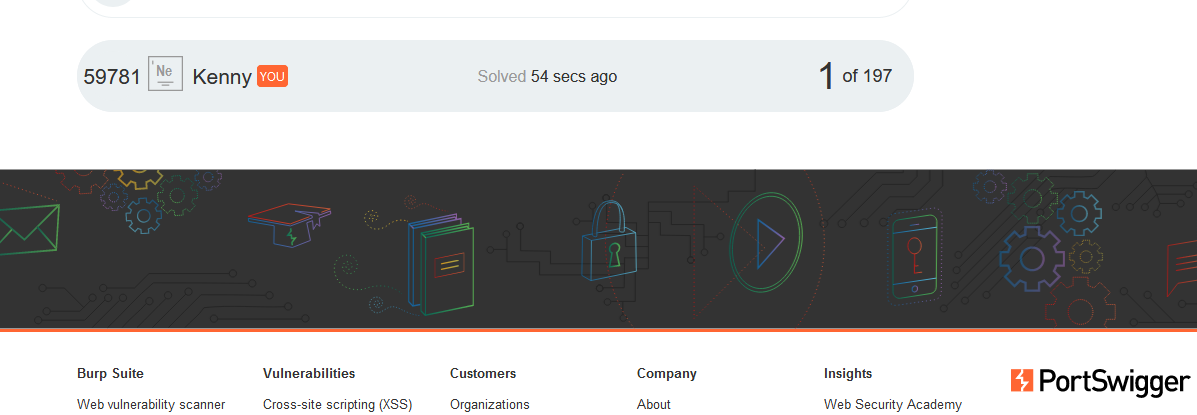 59781 Ne Kenny YOU Solved 54 secs ago 1 of 197
Burp Suite Vulnerabilities Customers Company Insights
PortSwigger
Web vulnerability scanner Cross-site scripting (XSS) Organizations About Web Security Academy